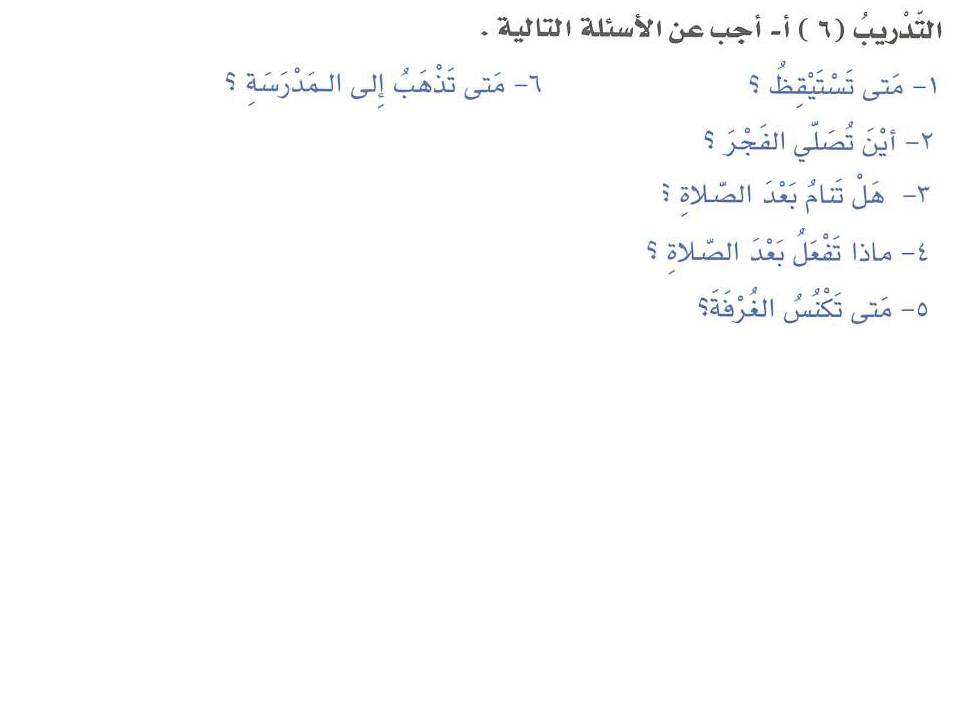 التَّدْريبُ (٦ ) أ- أجب عن الأسئلة التالية .
١- مَتى تَسْتَيْقِظُ ؟
٦- مَتى تَذْهَبُ إِلى الـمَدْرَسَةِ ؟
٢- أيْنَ تُصَلّي الفَجْرَ ؟
٣- هَلْ تَنامُ بَعْدَ الصّلاةِ ؟
٤- ماذا تَفْعَلُ بَعْدَ الصّلاةِ ؟
٥- مَتى تَكْنُسُ الغُرْفَةَ؟